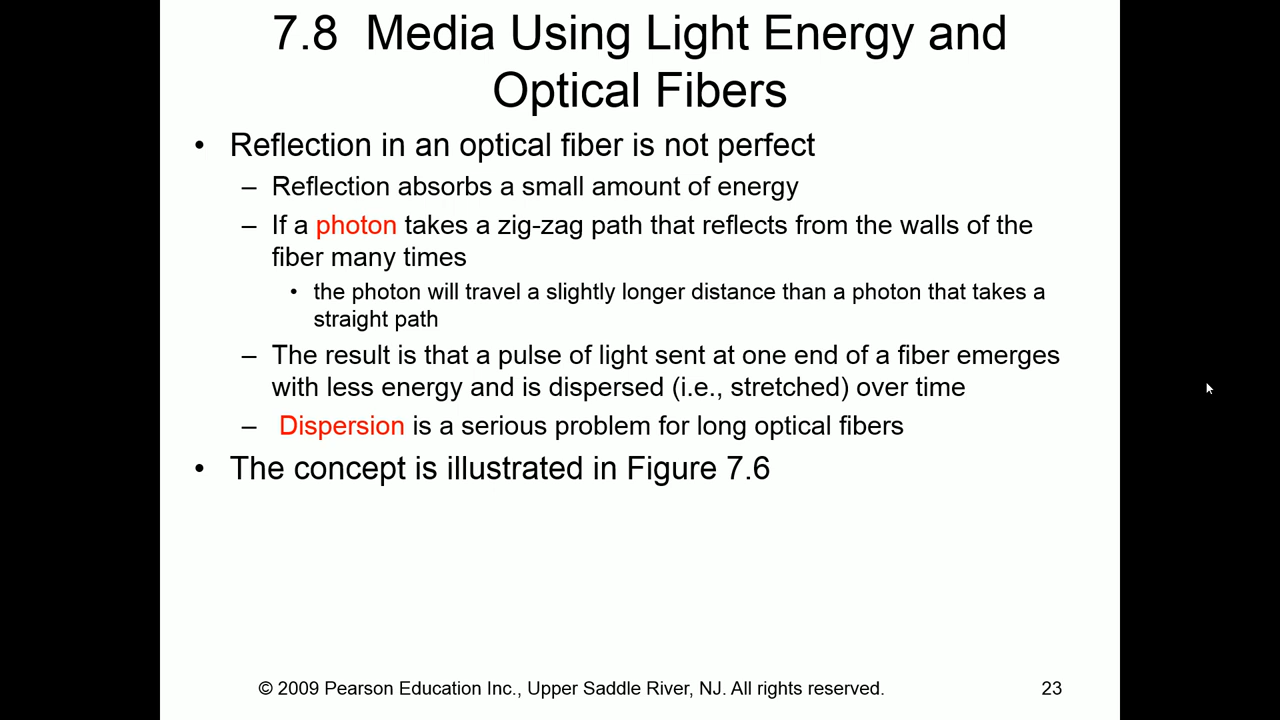 7.8 Media Using Light Energy and
Optical Fibers
• Reflection in an optical fiber is not perfect
– Reflection absorbs a small amount of energy
– If a photon takes a zig-zag path that reflects from the walls of the
fiber many times
• the photon will travel a slightly longer distance than a photon that takes a
straight path
– The result is that a pulse of light sent at one end of a fiber emerges
with less energy and is dispersed (i.e., stretched) over time
– Dispersion is a serious problem for long optical fibers
• The concept is illustrated in Figure 7.6
© 2009 Pearson Education Inc., Upper Saddle River, NJ. All rights reserved.
23